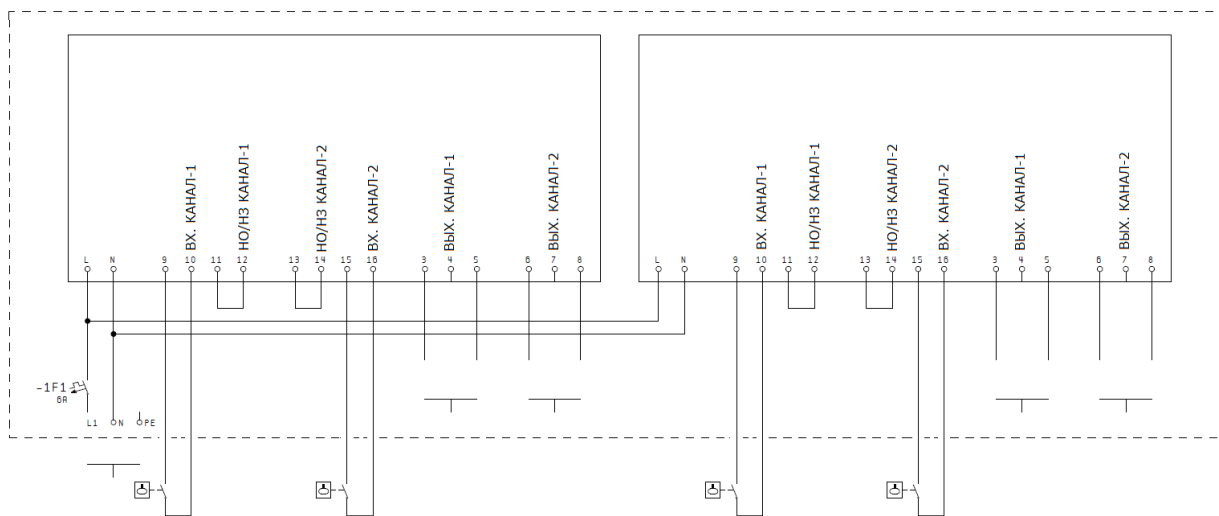 ВХ. КАНАЛ-1
НО/НЗ КАНАЛ-1
НО/НЗ КАНАЛ-2
ВХ. КАНАЛ-2
ВЫХ. КАНАЛ-1
ВЫХ. КАНАЛ-2
ВХ. КАНАЛ-1
НО/НЗ КАНАЛ-1
НО/НЗ КАНАЛ-2
ВХ. КАНАЛ-2
ВЫХ. КАНАЛ-1
ВЫХ. КАНАЛ-2
L N 9 10 11 12 13 14 15 16 3 4 5 6 7 8
L N 9 10 11 12 13 14 15 16 3 4 5 6 7 8
-1F1
6A
L1 N PE